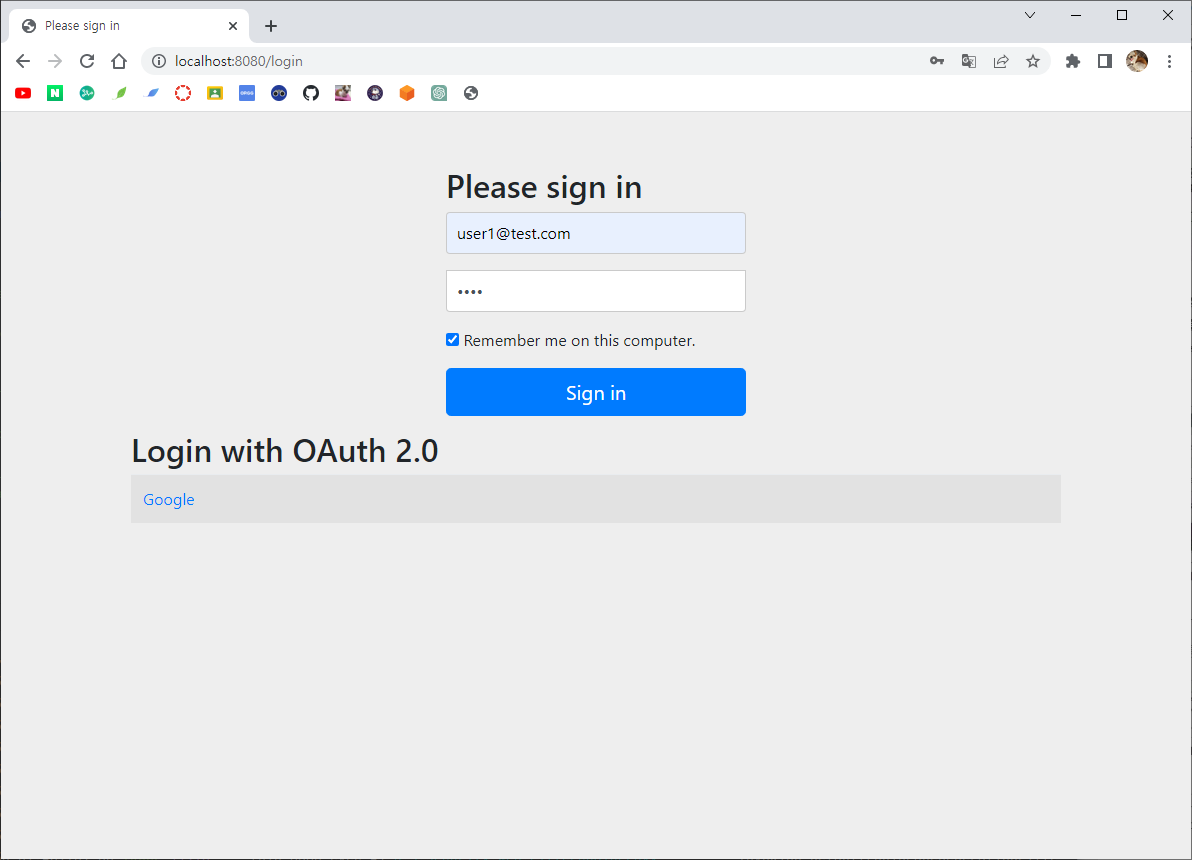 Please sign in
localhost:8080/login
Please sign in
user1@test.com
••••
Remember me on this computer.
Sign in
Login with OAuth 2.0
Google